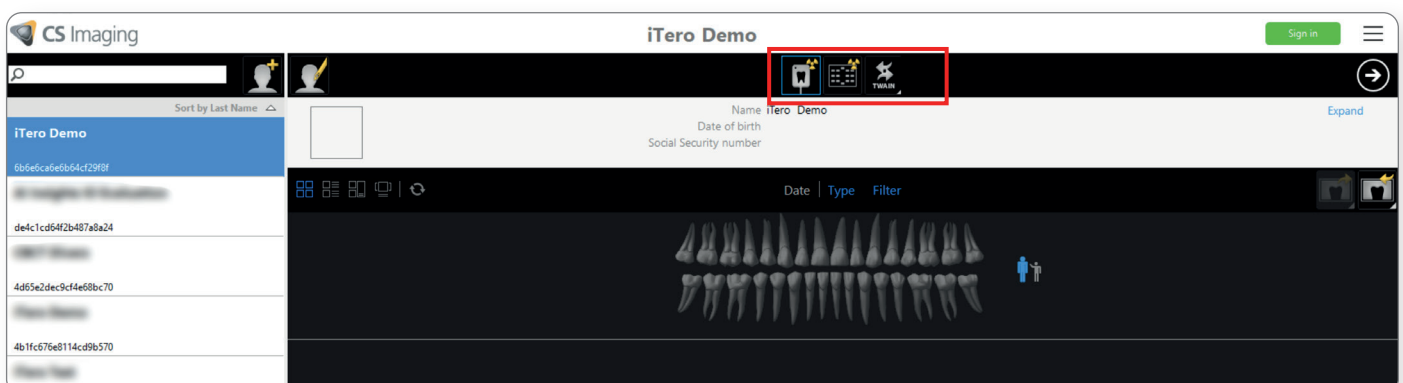 CS Imaging
iTero Demo
Sign in
TWAIN
Sort by Last Name
Name iTero Demo
Expand
Date of birth
Social Security number
iTero Demo
6b6e6ca6e6b64cf29f8f
Date | Type Filter
de4c1cd64f2b487a8a24
4d65e2dec9cf4e68bc70
4b1fc676e8114cd9b570